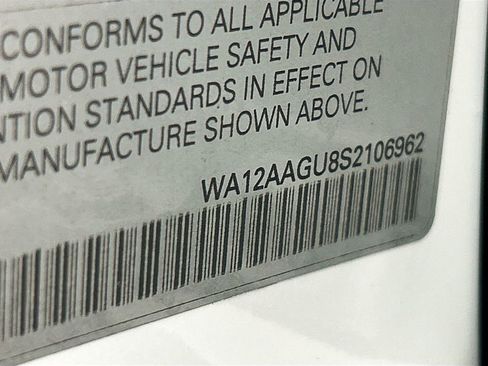 CONFORMS TO ALL APPLICABLE
MOTOR VEHICLE SAFETY AND
NTION STANDARDS IN EFFECT ON
MANUFACTURE SHOWN ABOVE.
WA12AAGU8S2106962